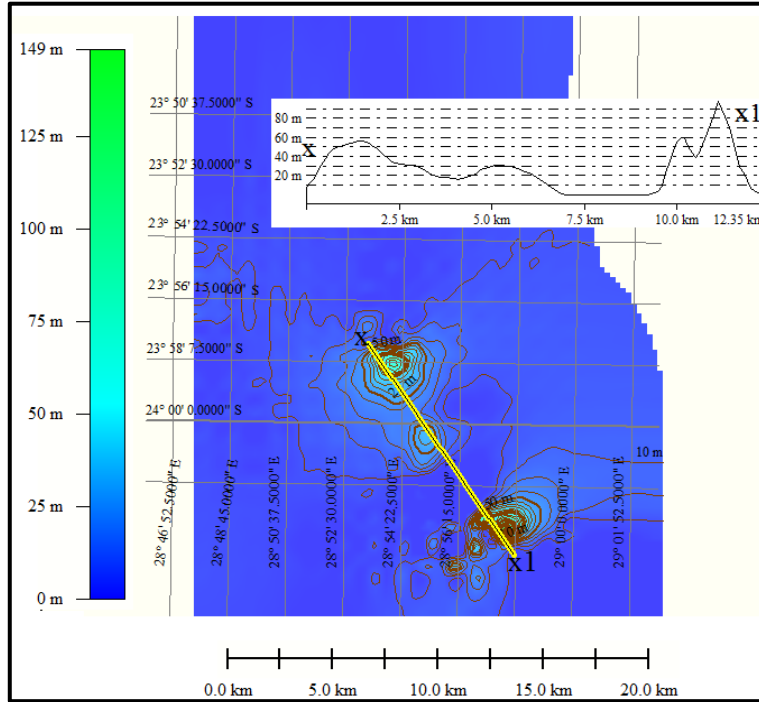 149 m
125 m
100 m
75 m
50 m
25 m
0 m
23° 50' 37.5000" S
23° 52' 30.0000" S
23° 54' 22.5000" S
23° 56' 15.0000" S
23° 58' 7.5000" S
24° 00' 0.0000" S
x
x1
80 m
60 m
40 m
20 m
2.5 km
5.0 km
7.5 km
10.0 km
12.35 km
x
50 m
10 m
50 m
0 m
x1
28° 46' 52.5000" E
28° 48' 45.0000" E
28° 50' 37.5000" E
28° 52' 30.0000" E
28° 54' 22.5000" E
28° 56' 15.0000" E
29° 00' 0.0000" E
29° 01' 52.5000" E
0.0 km
5.0 km
10.0 km
15.0 km
20.0 km